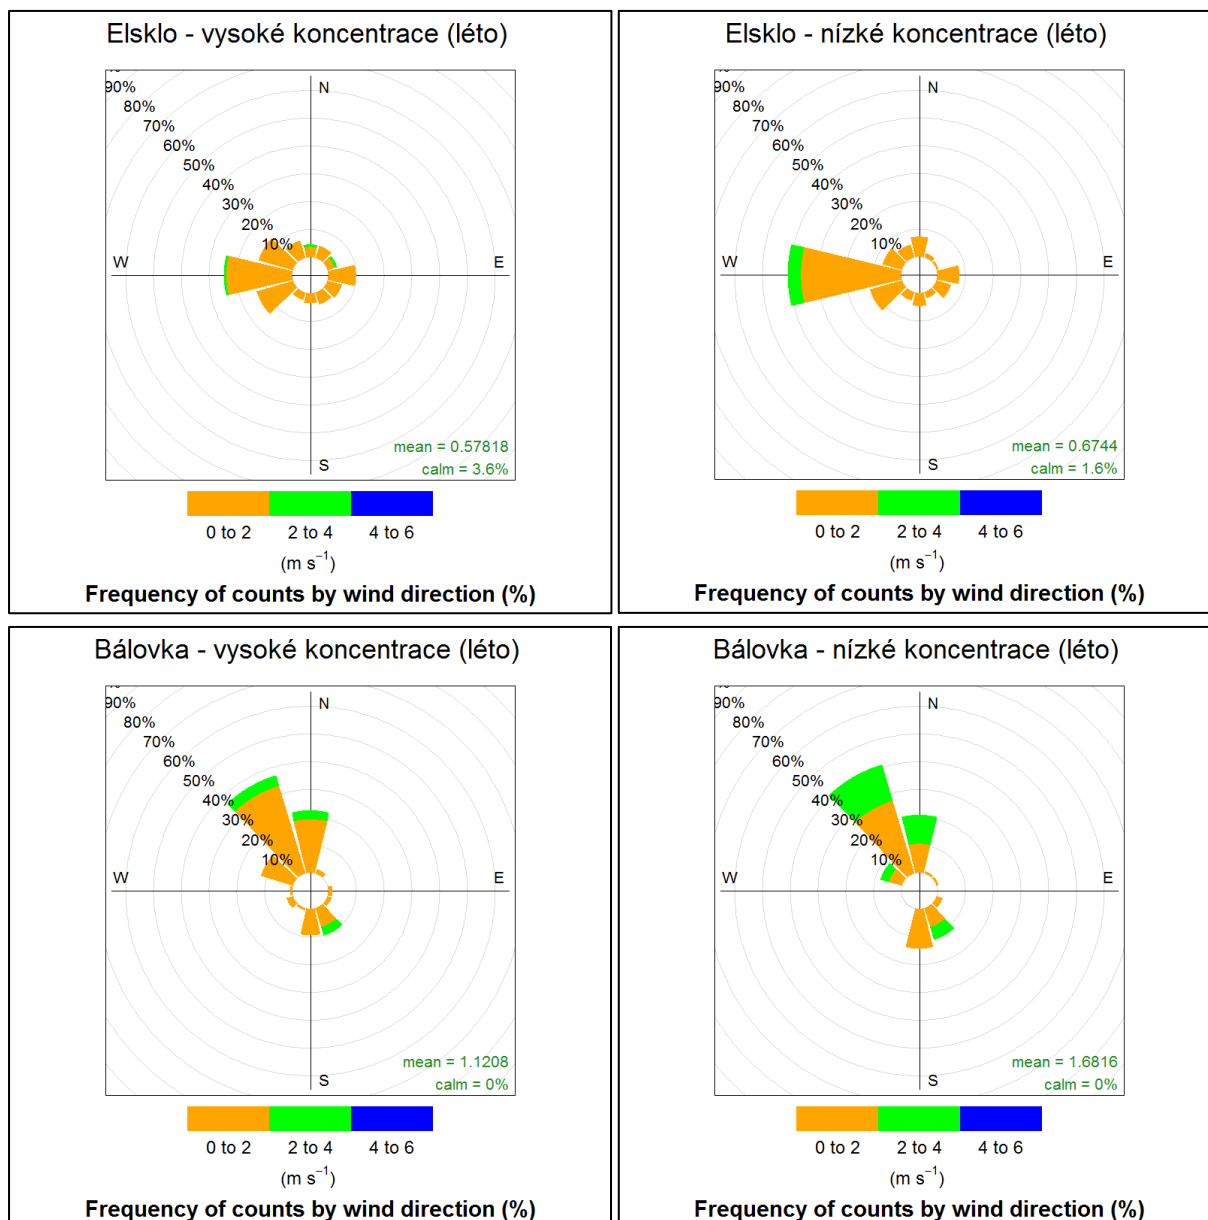 Elsklo - vysoké koncentrace (léto)
90%
80%
70%
60%
50%
40%
30%
20%
10%
N
W
E
S
mean = 0.57818
calm = 3.6%
0 to 2 2 to 4 4 to 6
(m s⁻¹)
Frequency of counts by wind direction (%)
Elsklo - nízké koncentrace (léto)
90%
80%
70%
60%
50%
40%
30%
20%
10%
N
W
E
S
mean = 0.6744
calm = 1.6%
0 to 2 2 to 4 4 to 6
(m s⁻¹)
Frequency of counts by wind direction (%)
Bálovka - vysoké koncentrace (léto)
90%
80%
70%
60%
50%
40%
30%
20%
10%
N
W
E
S
mean = 1.1208
calm = 0%
0 to 2 2 to 4 4 to 6
(m s⁻¹)
Frequency of counts by wind direction (%)
Bálovka - nízké koncentrace (léto)
90%
80%
70%
60%
50%
40%
30%
20%
10%
N
W
E
S
mean = 1.6816
calm = 0%
0 to 2 2 to 4 4 to 6
(m s⁻¹)
Frequency of counts by wind direction (%)